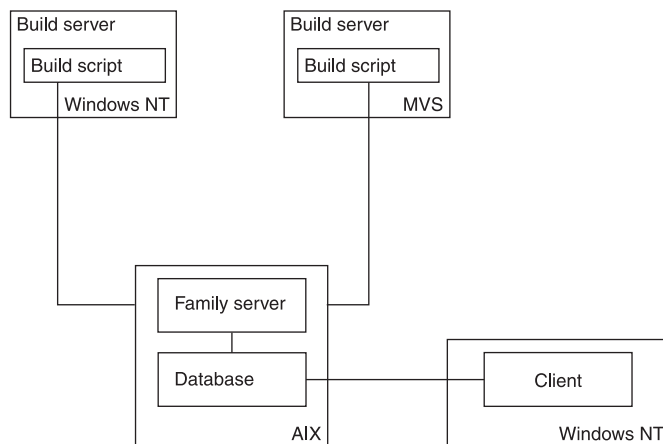 Build server
Build script
Windows NT
Build server
Build script
MVS
Family server
Database
AIX
Client
Windows NT